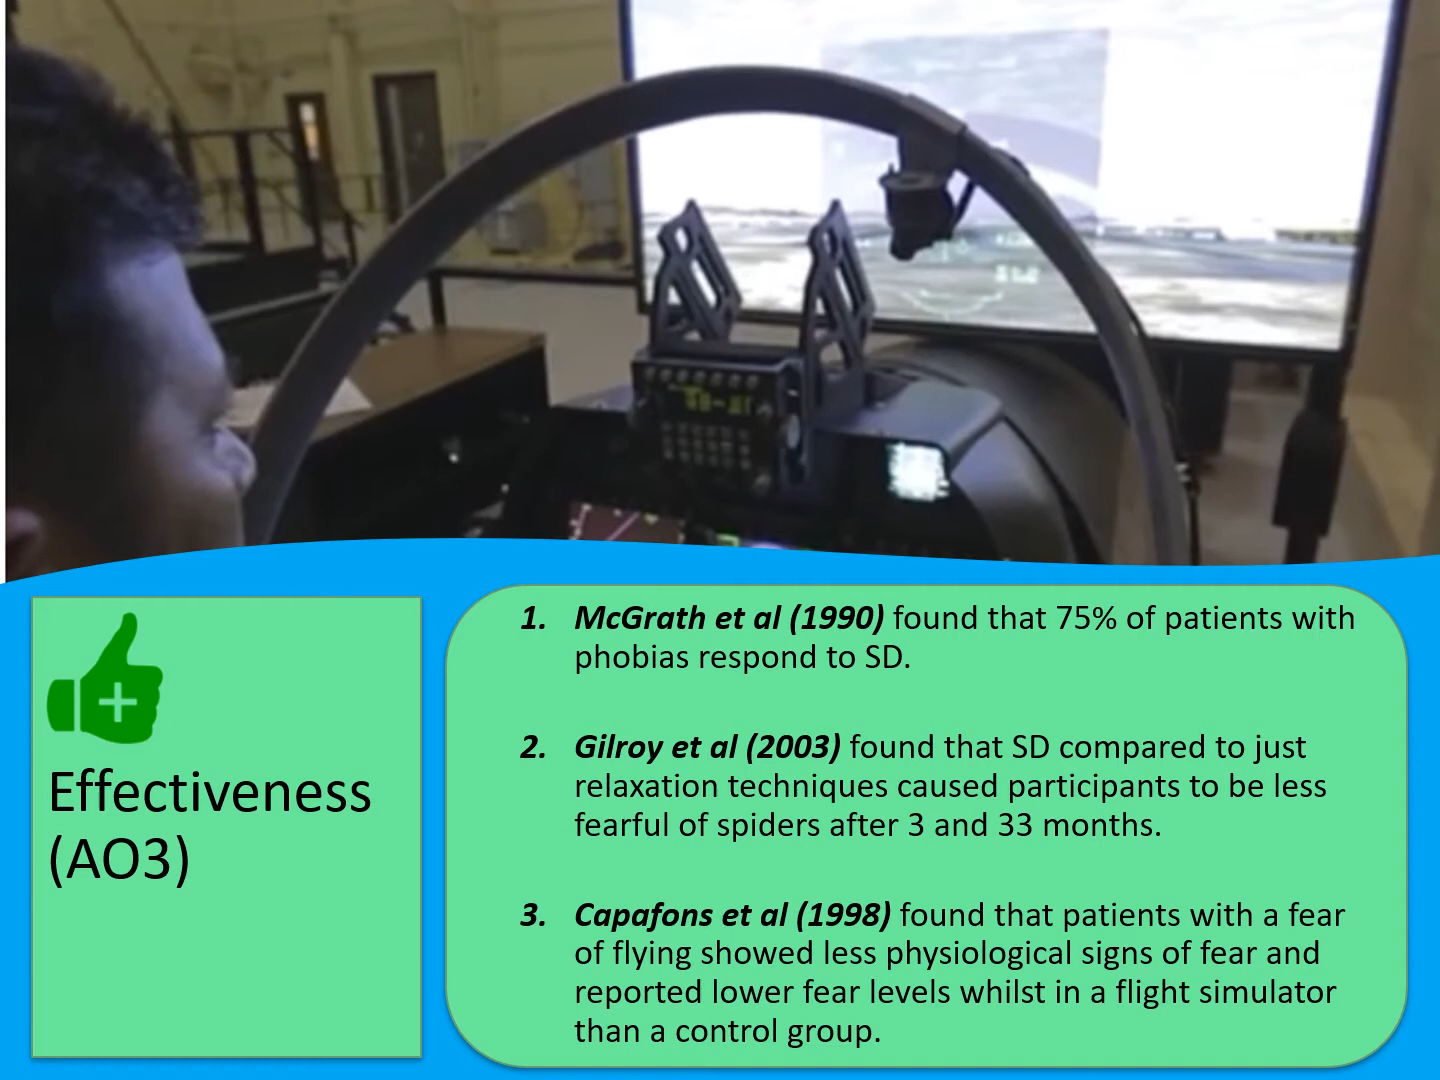 Effectiveness
(AO3)
1. McGrath et al (1990) found that 75% of patients with
phobias respond to SD.
2. Gilroy et al (2003) found that SD compared to just
relaxation techniques caused participants to be less
fearful of spiders after 3 and 33 months.
3. Capafons et al (1998) found that patients with a fear
of flying showed less physiological signs of fear and
reported lower fear levels whilst in a flight simulator
than a control group.